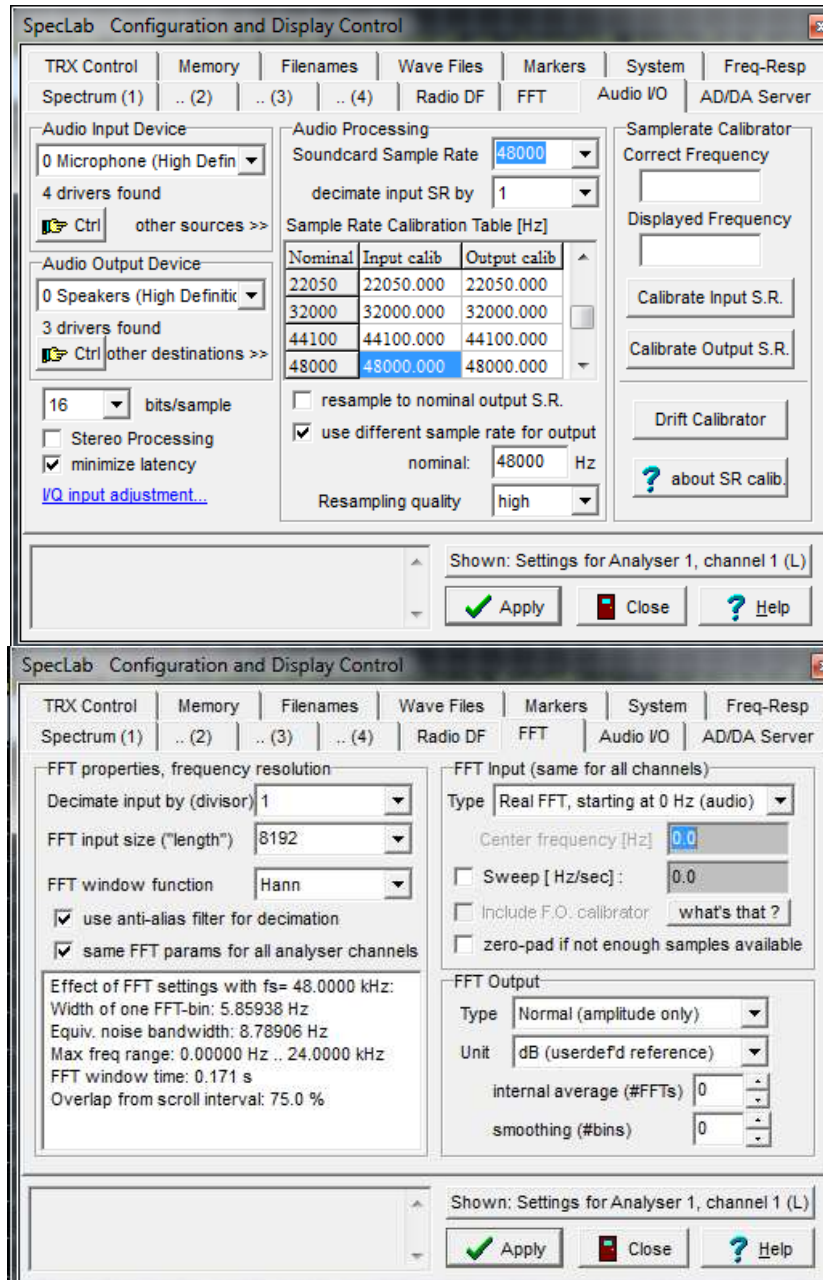 SpecLab Configuration and Display Control
TRX Control Memory Filenames Wave Files Markers System Freq-Resp
Spectrum (1) .. (2) .. (3) .. (4) Radio DF FFT Audio I/O AD/DA Server
Audio Input Device
0 Microphone (High Defin
4 drivers found
Ctrl other sources >>
Audio Output Device
0 Speakers (High Definitic
3 drivers found
Ctrl other destinations >>
16 bits/sample
Stereo Processing
minimize latency
I/Q input adjustment...
Audio Processing
Soundcard Sample Rate 48000
decimate input SR by 1
Sample Rate Calibration Table [Hz]
Nominal Input calib Output calib
22050 22050.000 22050.000
32000 32000.000 32000.000
44100 44100.000 44100.000
48000 48000.000 48000.000
resample to nominal output S.R.
use different sample rate for output
nominal: 48000 Hz
Resampling quality high
Samplerate Calibrator
Correct Frequency
Displayed Frequency
Calibrate Input S.R.
Calibrate Output S.R.
Drift Calibrator
? about SR calib.
Shown: Settings for Analyser 1, channel 1 (L)
Apply Close ? Help
SpecLab Configuration and Display Control
TRX Control Memory Filenames Wave Files Markers System Freq-Resp
Spectrum (1) .. (2) .. (3) .. (4) Radio DF FFT Audio I/O AD/DA Server
FFT properties, frequency resolution
Decimate input by (divisor) 1
FFT input size ("length") 8192
FFT window function Hann
use anti-alias filter for decimation
same FFT params for all analyser channels
Effect of FFT settings with fs= 48.0000 kHz:
Width of one FFT-bin: 5.85938 Hz
Equiv. noise bandwidth: 8.78906 Hz
Max freq range: 0.00000 Hz .. 24.0000 kHz
FFT window time: 0.171 s
Overlap from scroll interval: 75.0 %
FFT Input (same for all channels)
Type Real FFT, starting at 0 Hz (audio)
Center frequency [Hz] 0.0
Sweep [ Hz/sec] : 0.0
Include F.O. calibrator what's that ?
zero-pad if not enough samples available
FFT Output
Type Normal (amplitude only)
Unit dB (userdef'd reference)
internal average (#FFTs) 0
smoothing (#bins) 0
Shown: Settings for Analyser 1, channel 1 (L)
Apply Close ? Help